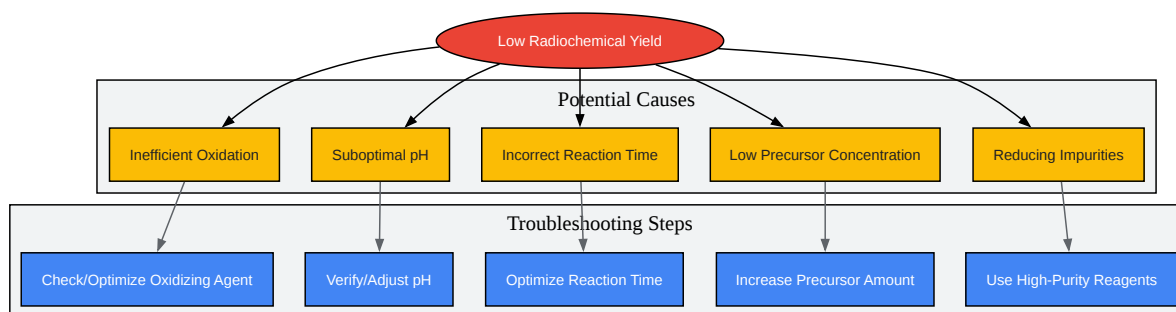 Low Radiochemical Yield
Potential Causes
Inefficient Oxidation
Suboptimal pH
Incorrect Reaction Time
Low Precursor Concentration
Reducing Impurities
Troubleshooting Steps
Check/Optimize Oxidizing Agent
Verify/Adjust pH
Optimize Reaction Time
Increase Precursor Amount
Use High-Purity Reagents